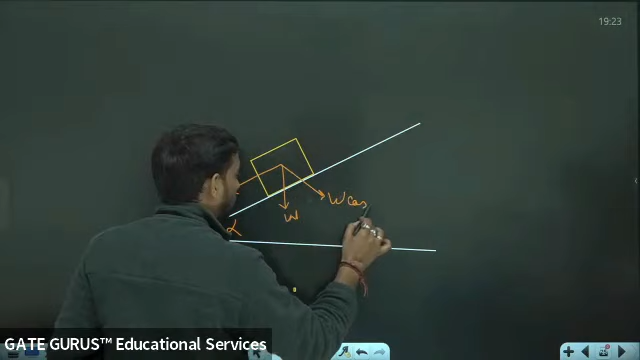 19:23
W
W cos
α
GATE GURUS™ Educational Services